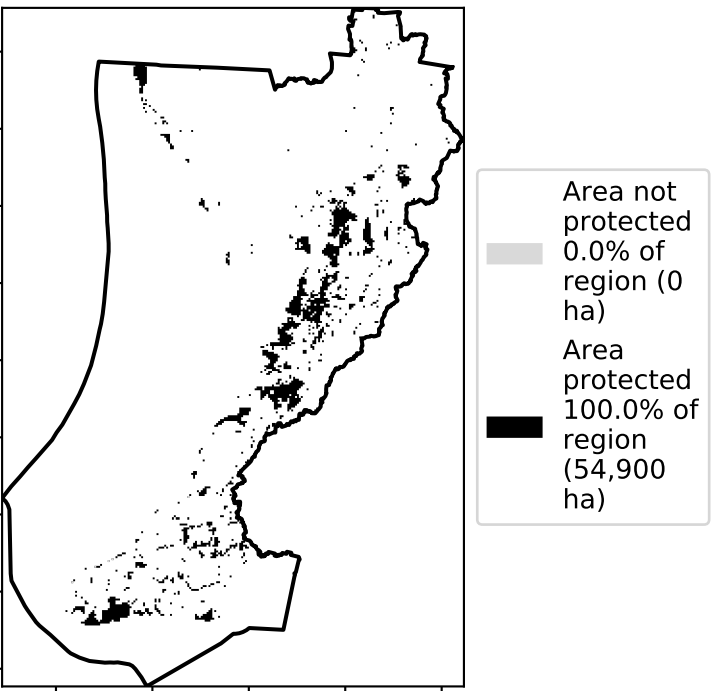 Area not
protected
0.0% of
region (0
ha)
Area
protected
100.0% of
region
(54,900
ha)